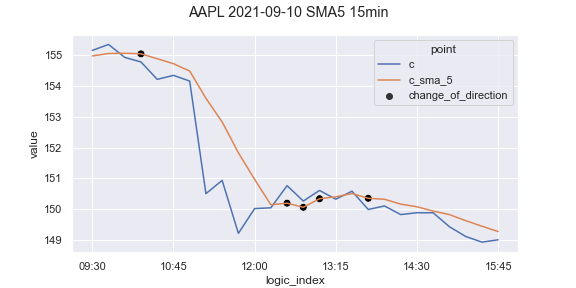 AAPL 2021-09-10 SMA5 15min
point
c
c_sma_5
change_of_direction
value
155
154
153
152
151
150
149
09:30 10:45 12:00 13:15 14:30 15:45
logic_index